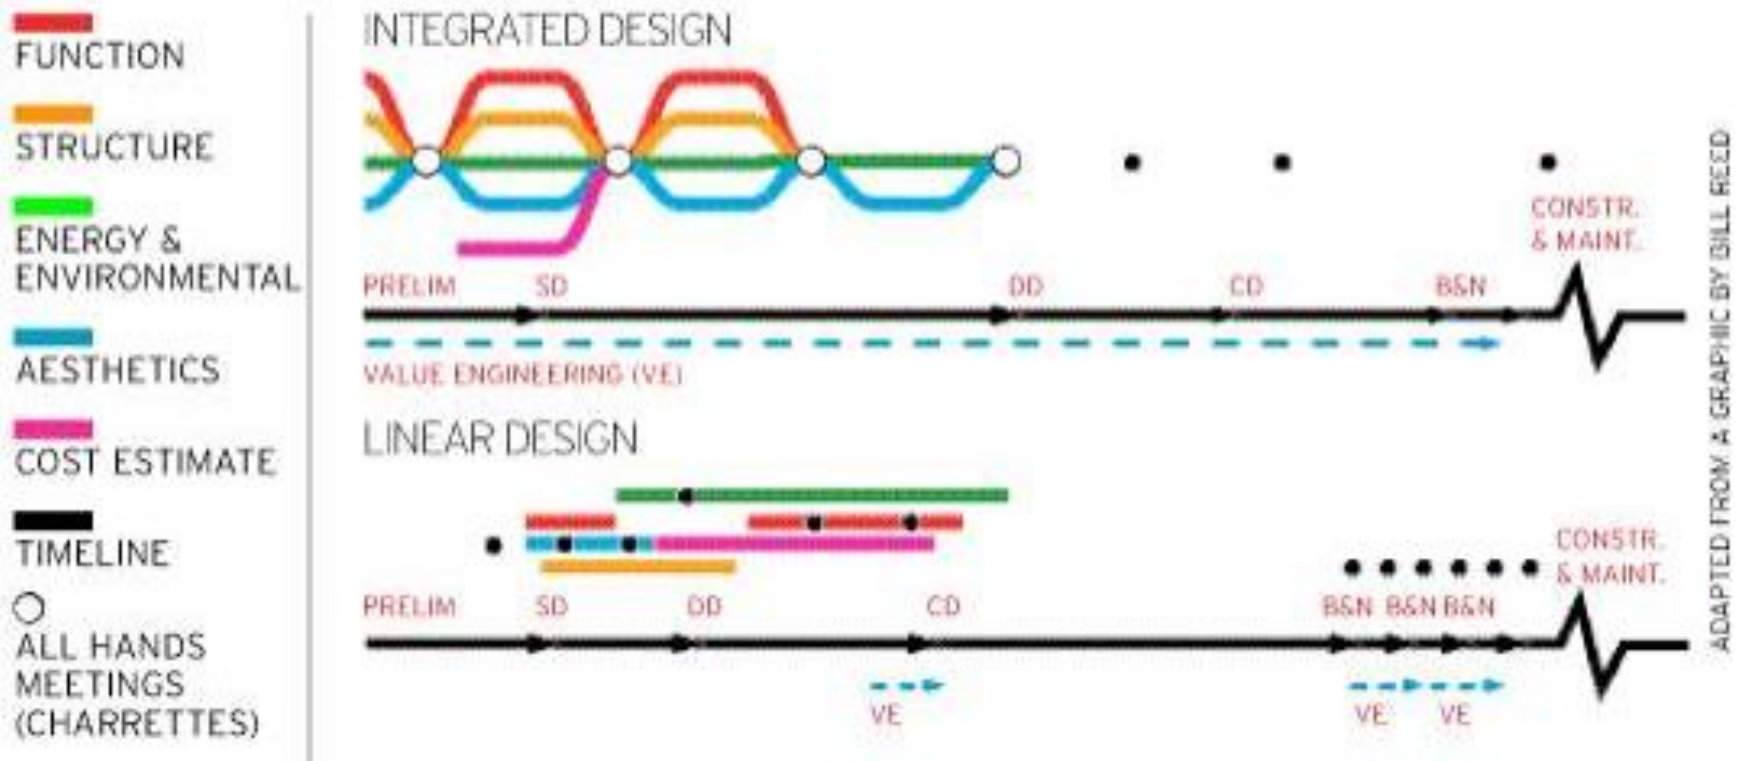 FUNCTION
STRUCTURE
ENERGY &
ENVIRONMENTAL
AESTHETICS
COST ESTIMATE
TIMELINE
ALL HANDS
MEETINGS
(CHARRETTES)
INTEGRATED DESIGN
CONSTR.
& MAINT.
PRELIM SD DD CD B&N
VALUE ENGINEERING (VE)
LINEAR DESIGN
CONSTR.
& MAINT.
PRELIM SD DD CD B&N B&N B&N
VE VE VE
ADAPTED FROM A GRAPHIC BY BILL REED